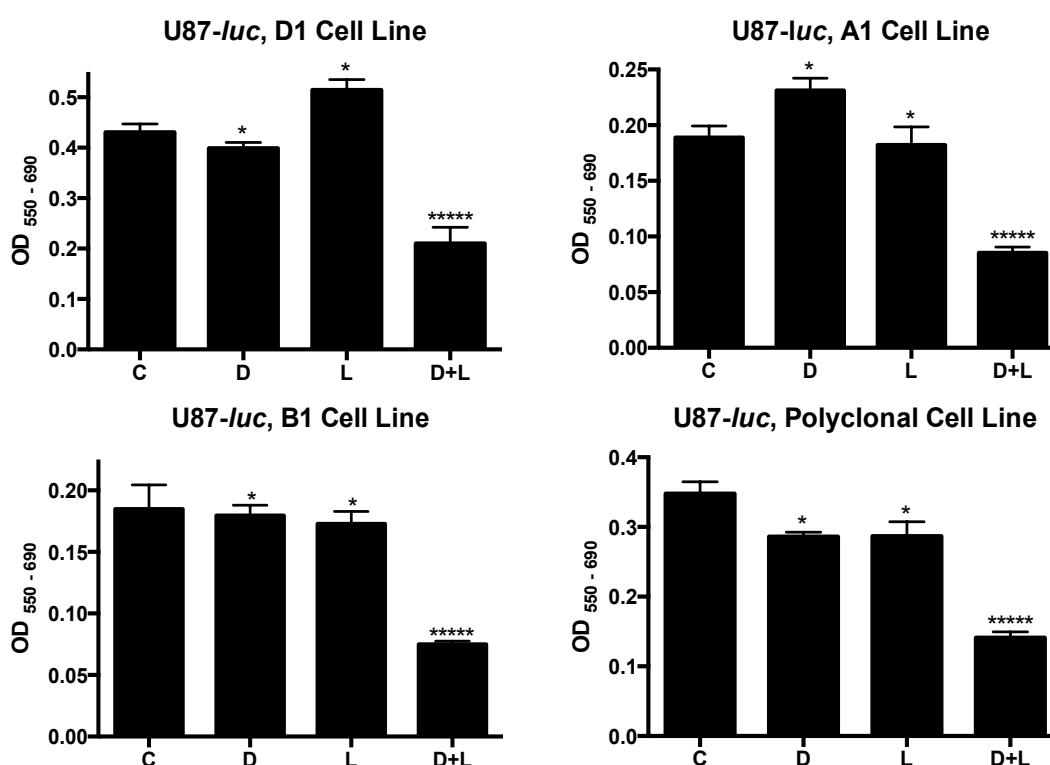 U87-luc, D1 Cell Line
OD 550 - 690
0.5
0.4
0.3
0.2
0.1
0.0
*
*
*****
C D L D+L
U87-luc, A1 Cell Line
OD 550 - 690
0.25
0.20
0.15
0.10
0.05
0.00
*
*
*****
C D L D+L
U87-luc, B1 Cell Line
OD 550 - 690
0.20
0.15
0.10
0.05
0.00
*
*
*****
C D L D+L
U87-luc, Polyclonal Cell Line
OD 550 - 690
0.4
0.3
0.2
0.1
0.0
*
*
*****
C D L D+L